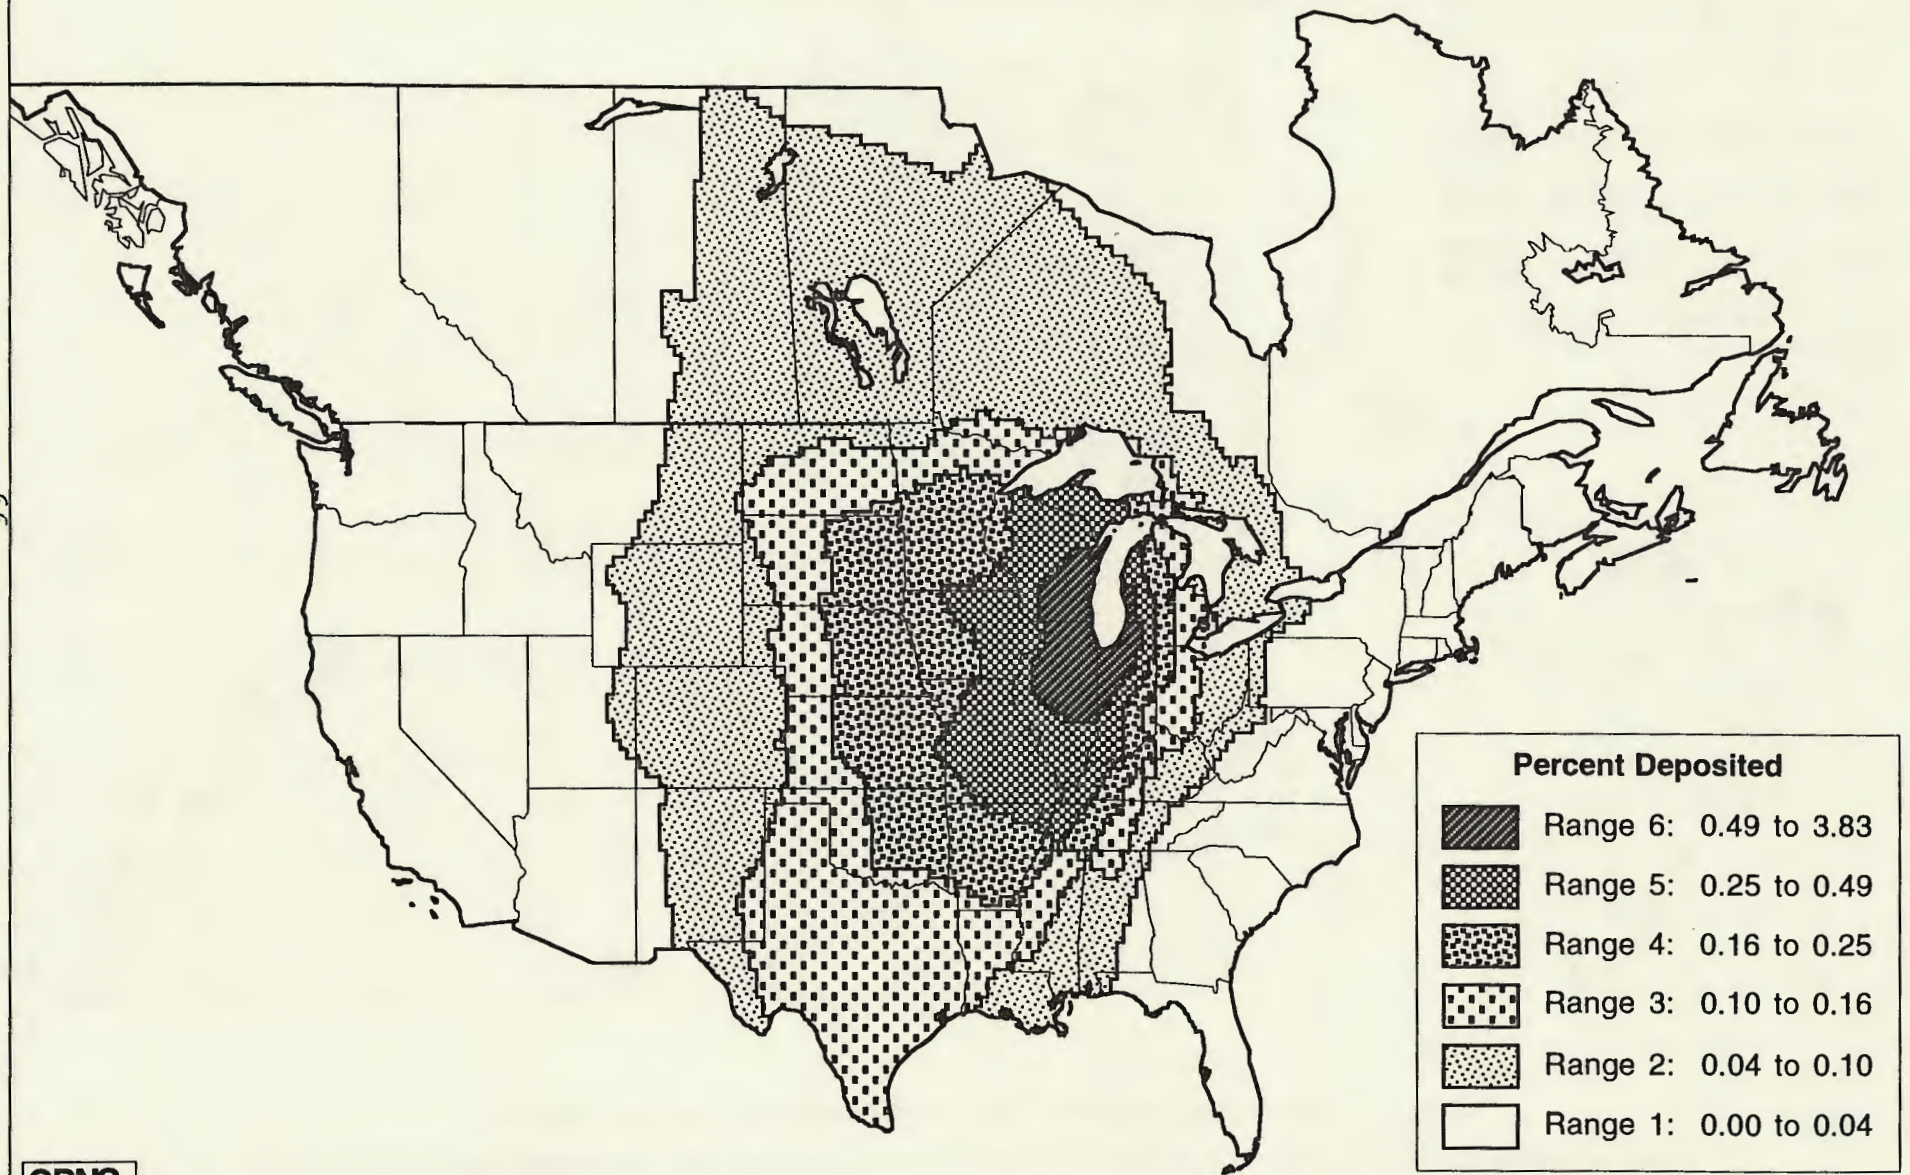 Percent Deposited
Range 6: 0.49 to 3.83
Range 5: 0.25 to 0.49
Range 4: 0.16 to 0.25
Range 3: 0.10 to 0.16
Range 2: 0.04 to 0.10
Range 1: 0.00 to 0.04